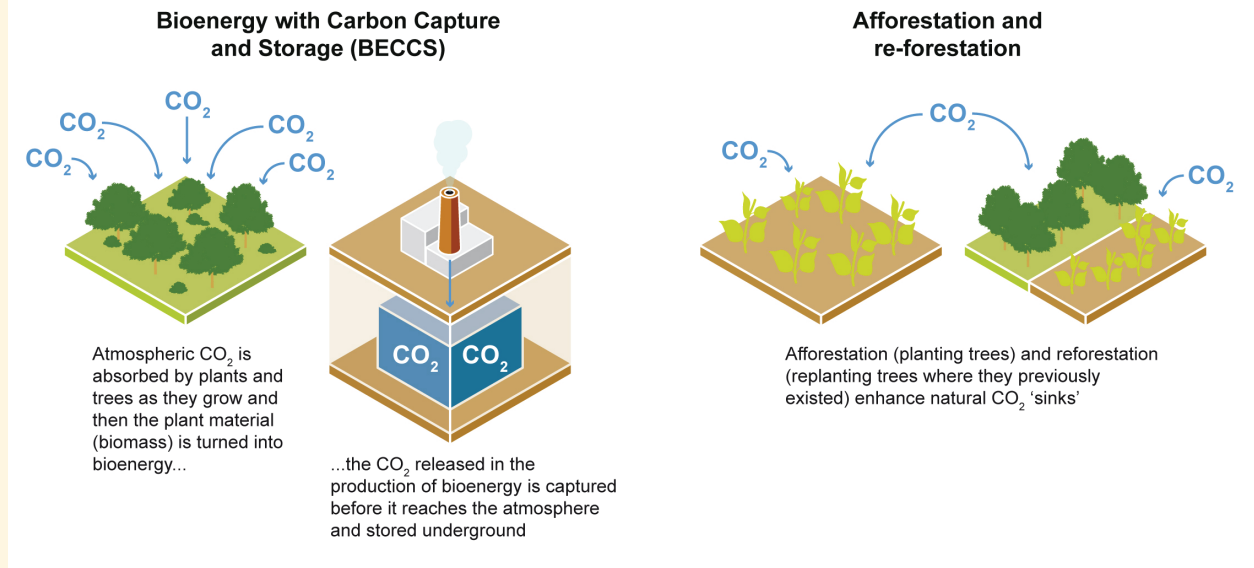 Bioenergy with Carbon Capture
and Storage (BECCS)
CO₂
CO₂
CO₂
CO₂
CO₂
CO₂
CO₂
Atmospheric CO₂ is
absorbed by plants and
trees as they grow and
then the plant material
(biomass) is turned into
bioenergy...
...the CO₂ released in the
production of bioenergy is captured
before it reaches the atmosphere
and stored underground
Afforestation and
re-forestation
CO₂
CO₂
CO₂
Afforestation (planting trees) and reforestation
(replanting trees where they previously
existed) enhance natural CO₂ ‘sinks’